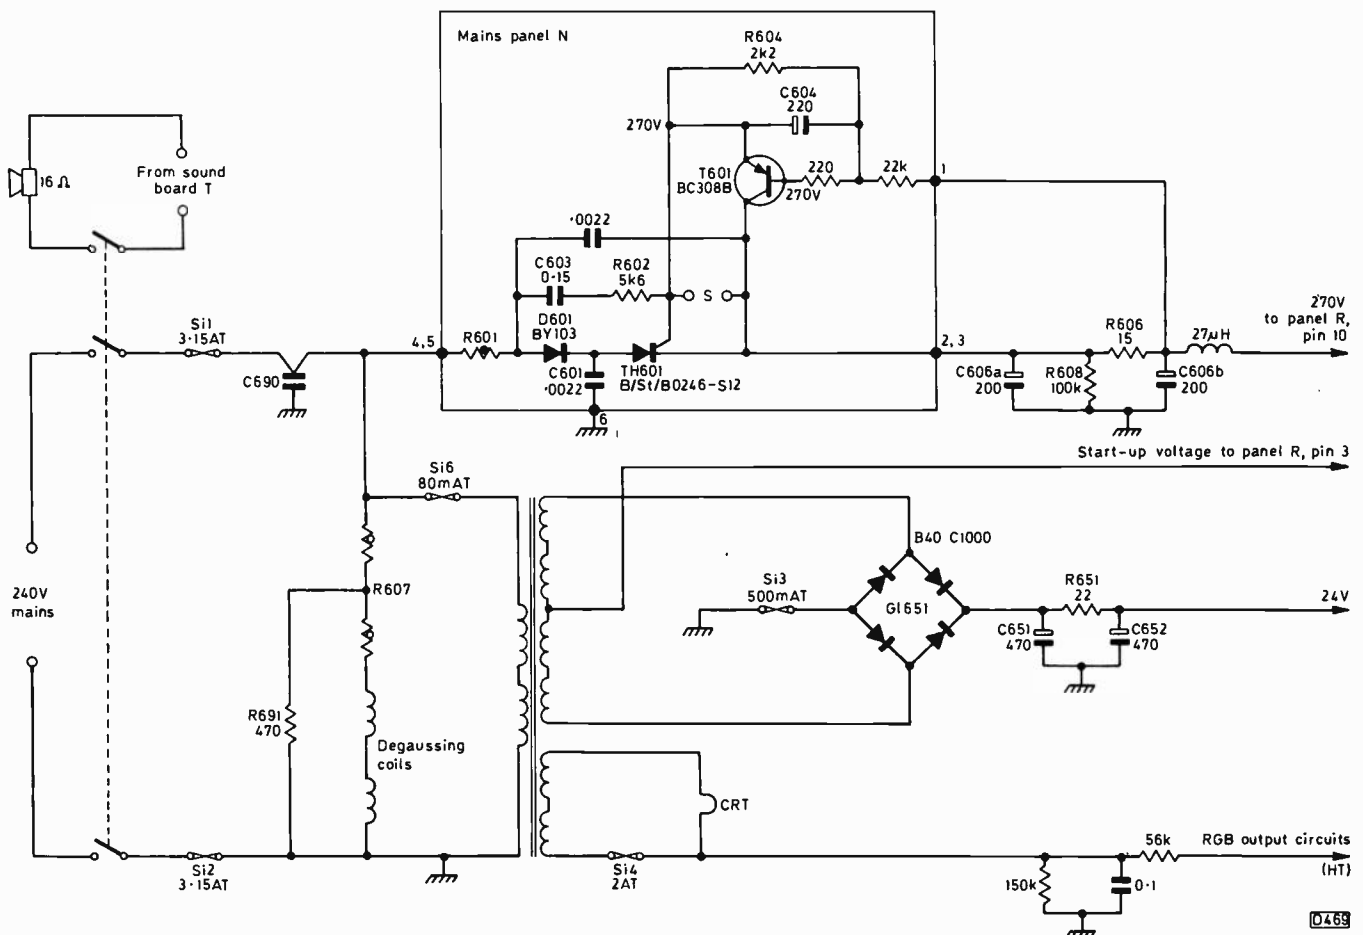 Mains panel N
R604
2k2
C604
220
270V
T601
BC308B
220
22k
1
270V
16 Ω
From sound
board T
·0022
C603
0·15
R602
5k6
S
D601
BY103
Si1
3·15AT
C690
4,5
R601
C601
·0022
TH601
B/St/B0246-S12
6
2,3
C606a
200
R608
100k
R606
15
27μH
C606b
200
270V
to panel R,
pin 10
Start-up voltage to panel R, pin 3
Si6
80mAT
240V
mains
R607
R691
470
Degaussing
coils
B40 C1000
Si3
500mAT
Gl651
R651
22
C651
470
C652
470
24V
CRT
Si2
3·15AT
Si4
2AT
150k
0·1
56k
RGB output circuits
(HT)
D469